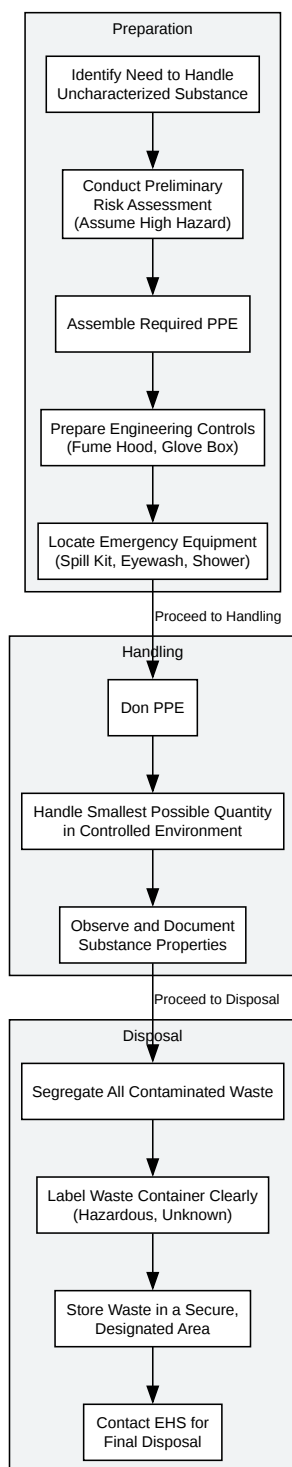 Preparation
Identify Need to Handle
Uncharacterized Substance
Conduct Preliminary
Risk Assessment
(Assume High Hazard)
Assemble Required PPE
Prepare Engineering Controls
(Fume Hood, Glove Box)
Locate Emergency Equipment
(Spill Kit, Eyewash, Shower)
Proceed to Handling
Handling
Don PPE
Handle Smallest Possible Quantity
in Controlled Environment
Observe and Document
Substance Properties
Proceed to Disposal
Disposal
Segregate All Contaminated Waste
Label Waste Container Clearly
(Hazardous, Unknown)
Store Waste in a Secure,
Designated Area
Contact EHS for
Final Disposal